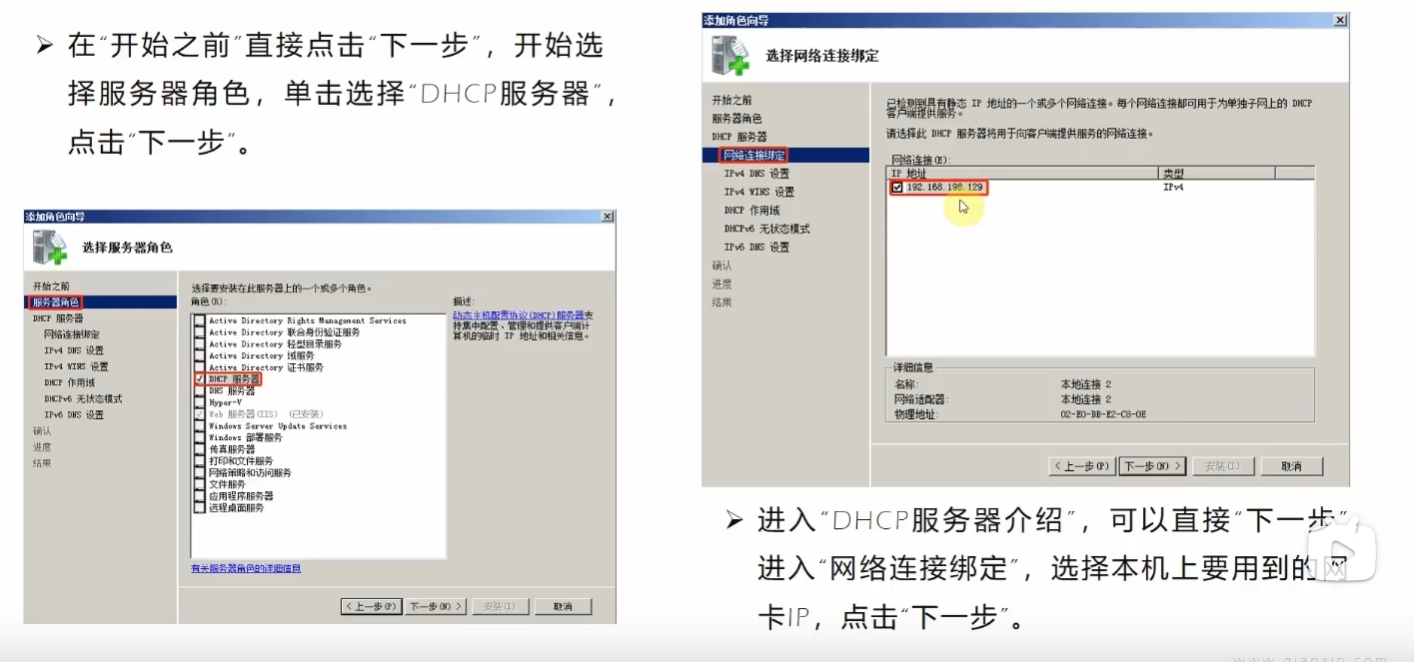 ➢ 在“开始之前”直接点击“下一步”，开始选
择服务器角色，单击选择“DHCP服务器”，
点击“下一步”。
添加角色向导
选择服务器角色
开始之前
服务器角色
DHCP 服务器
网络连接绑定
IPv4 DNS 设置
IPv4 WINS 设置
DHCP 作用域
DHCPv6 无状态模式
IPv6 DNS 设置
确认
进度
结果
选择要安装在此服务器上的一个或多个角色。
角色(R):
Active Directory Rights Management Services
Active Directory 联合身份验证服务
Active Directory 轻型目录服务
Active Directory 域服务
Active Directory 证书服务
DHCP 服务器
DNS 服务器
Hyper-V
Web 服务器(IIS) (已安装)
Windows Server Update Services
Windows 部署服务
传真服务器
打印和文件服务
网络策略和访问服务
文件服务
应用程序服务器
远程桌面服务
有关服务器角色的详细信息
描述:
动态主机配置协议(DHCP)服务器支
持集中配置、管理和提供客户端计
算机的临时 IP 地址和相关信息。
< 上一步(P)
下一步(N) >
安装(I)
取消
添加角色向导
选择网络连接绑定
开始之前
服务器角色
DHCP 服务器
网络连接绑定
IPv4 DNS 设置
IPv4 WINS 设置
DHCP 作用域
DHCPv6 无状态模式
IPv6 DNS 设置
确认
进度
结果
已检测到具有静态 IP 地址的一个或多个网络连接。每个网络连接都可用于为单独子网上的 DHCP
客户端提供服务。
请选择此 DHCP 服务器将用于向客户端提供服务的网络连接。
网络连接(E):
IP 地址
类型
192.168.198.129
IPv4
详细信息
名称:
本地连接 2
网络适配器:
本地连接 2
物理地址:
02-E0-BB-E2-C8-0E
< 上一步(P)
下一步(N) >
安装(I)
取消
➢ 进入“DHCP服务器介绍”，可以直接“下一步”
进入“网络连接绑定”，选择本机上要用到的网
卡IP，点击“下一步”。
www.qianxin.com